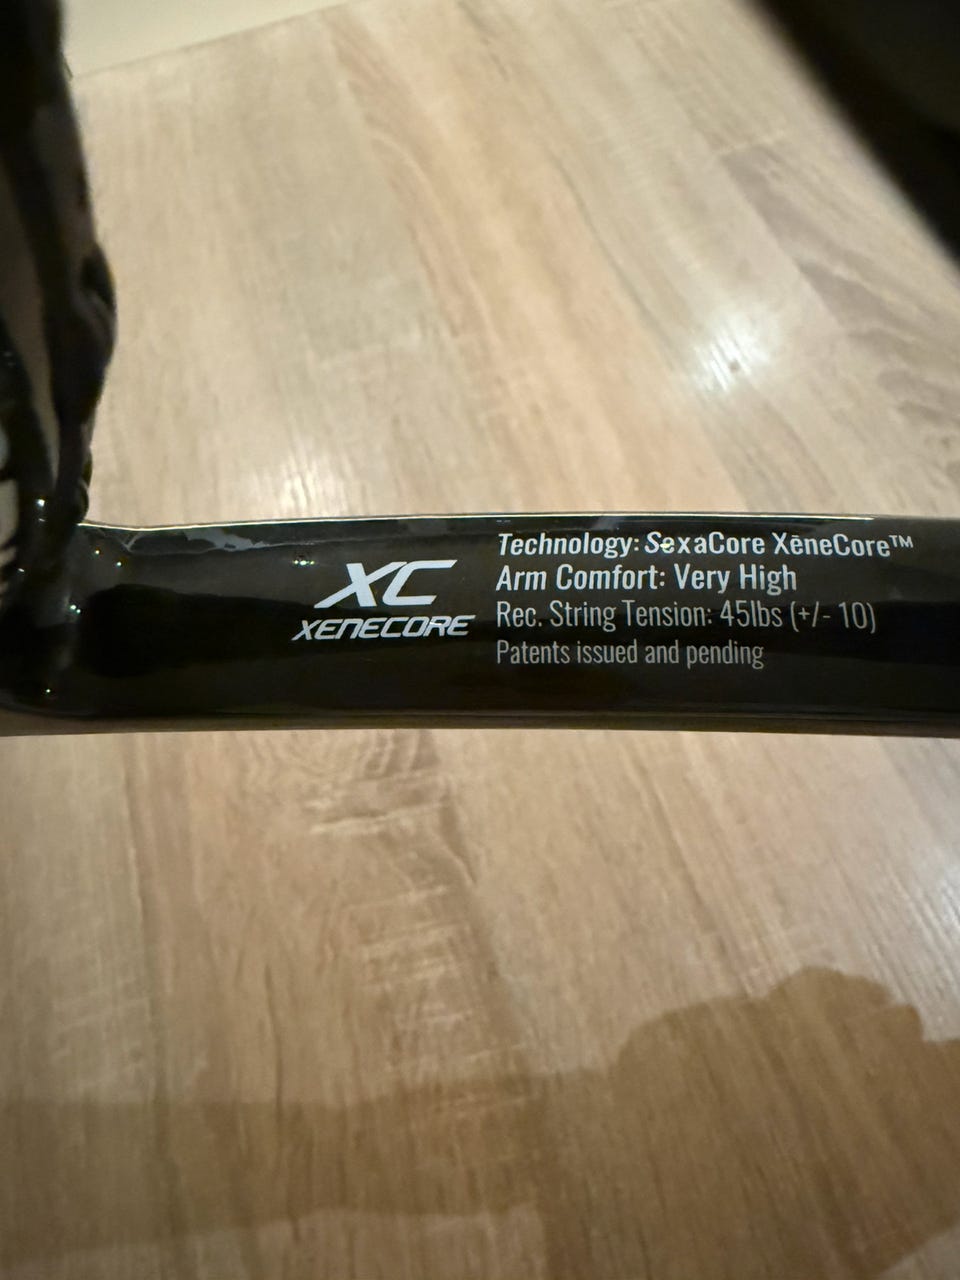 XC
XENECORE
Technology: SexaCore XēneCore™
Arm Comfort: Very High
Rec. String Tension: 45lbs (+/- 10)
Patents issued and pending